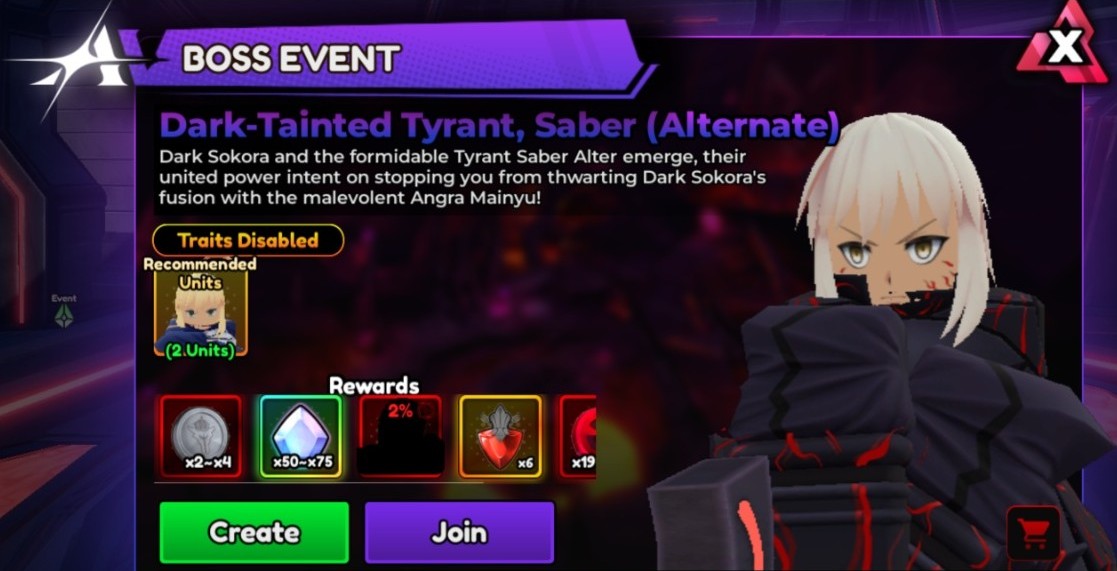 BOSS EVENT
X
Dark-Tainted Tyrant, Saber (Alternate)
Dark Sokora and the formidable Tyrant Saber Alter emerge, their
united power intent on stopping you from thwarting Dark Sokora's
fusion with the malevolent Angra Mainyu!
Traits Disabled
Recommended
Units
Event
(2 Units)
Rewards
2%
x2~x4
x50~x75
x6
x19
Create
Join